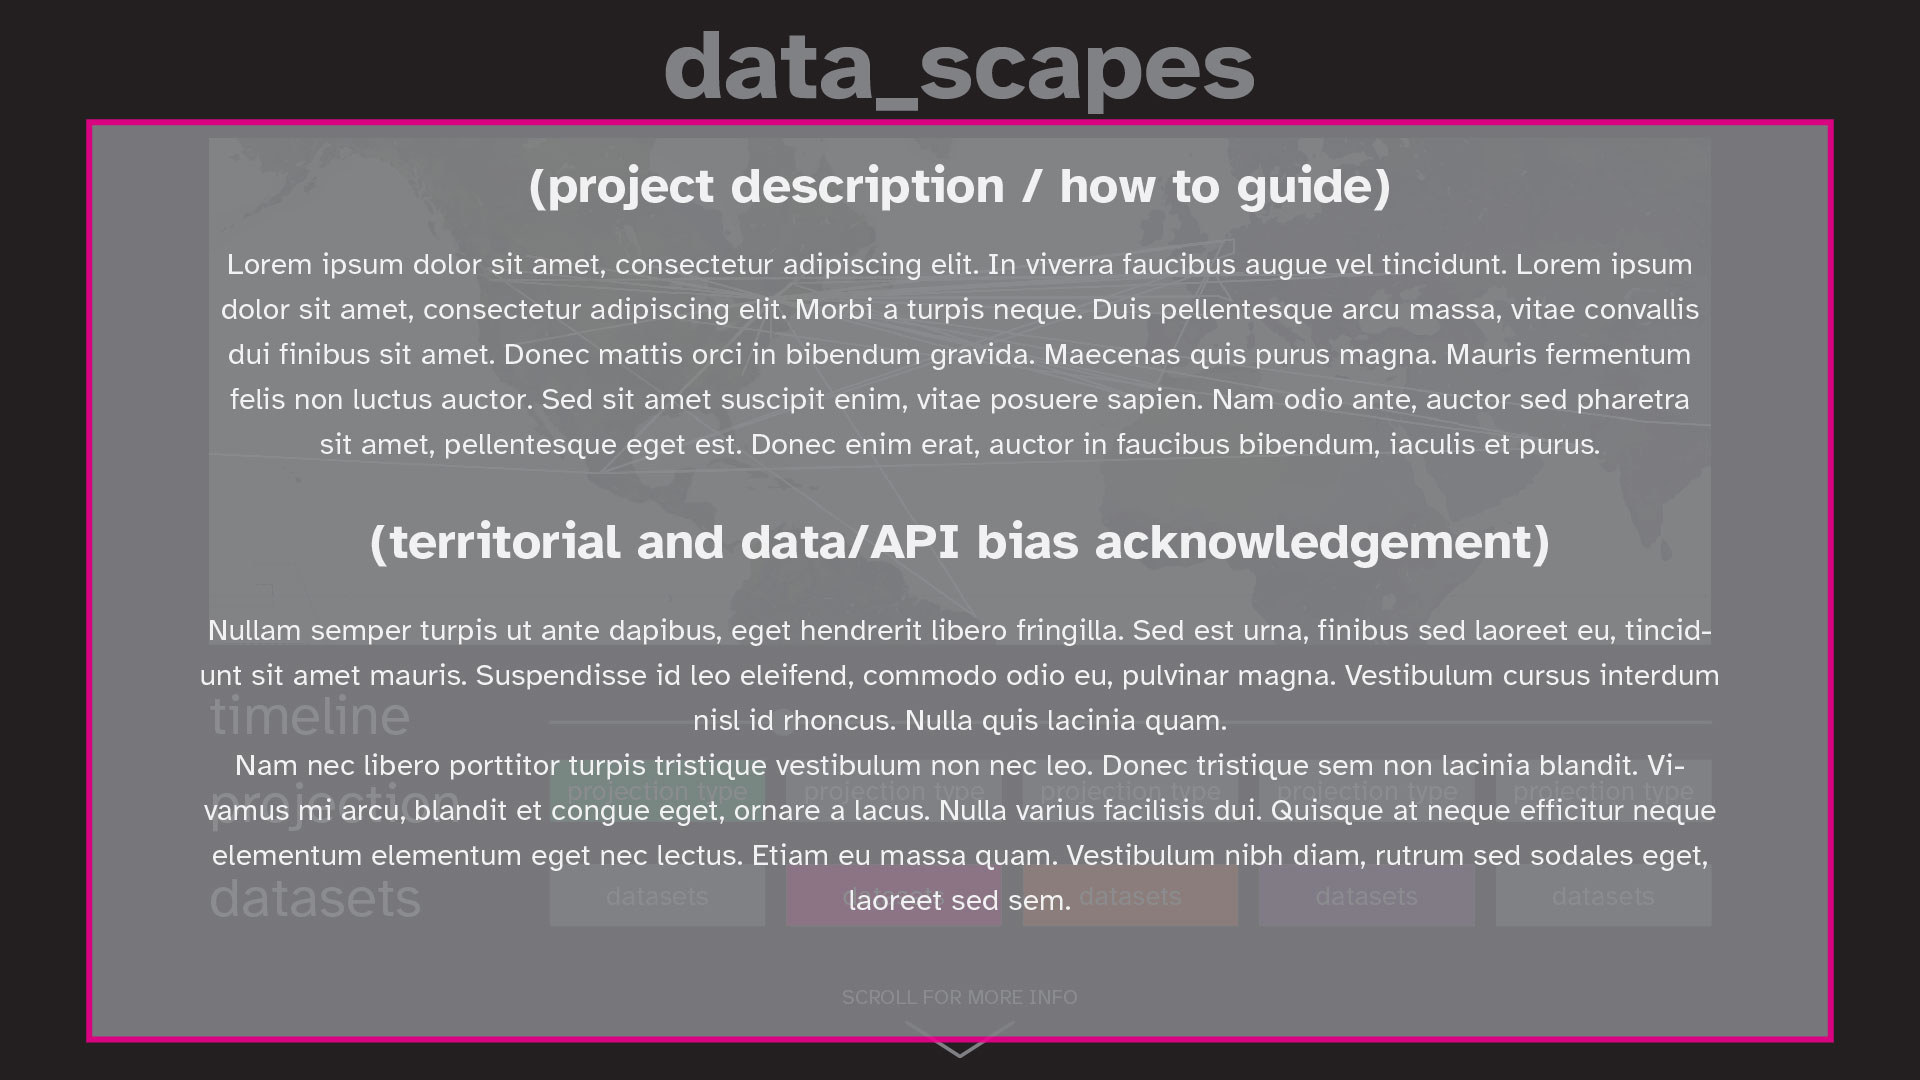 data_scapes
(project description / how to guide)
Lorem ipsum dolor sit amet, consectetur adipiscing elit. In viverra faucibus augue vel tincidunt. Lorem ipsum
dolor sit amet, consectetur adipiscing elit. Morbi a turpis neque. Duis pellentesque arcu massa, vitae convallis
dui finibus sit amet. Donec mattis orci in bibendum gravida. Maecenas quis purus magna. Mauris fermentum
felis non luctus auctor. Sed sit amet suscipit enim, vitae posuere sapien. Nam odio ante, auctor sed pharetra
sit amet, pellentesque eget est. Donec enim erat, auctor in faucibus bibendum, iaculis et purus.
(territorial and data/API bias acknowledgement)
Nullam semper turpis ut ante dapibus, eget hendrerit libero fringilla. Sed est urna, finibus sed laoreet eu, tincid-
unt sit amet mauris. Suspendisse id leo eleifend, commodo odio eu, pulvinar magna. Vestibulum cursus interdum
nisl id rhoncus. Nulla quis lacinia quam.
Nam nec libero porttitor turpis tristique vestibulum non nec leo. Donec tristique sem non lacinia blandit. Vi-
vamus mi arcu, blandit et congue eget, ornare a lacus. Nulla varius facilisis dui. Quisque at neque efficitur neque
elementum elementum eget nec lectus. Etiam eu massa quam. Vestibulum nibh diam, rutrum sed sodales eget,
laoreet sed sem.
timeline
projection
projection type
projection type
projection type
projection type
projection type
datasets
datasets
datasets
datasets
datasets
datasets
SCROLL FOR MORE INFO